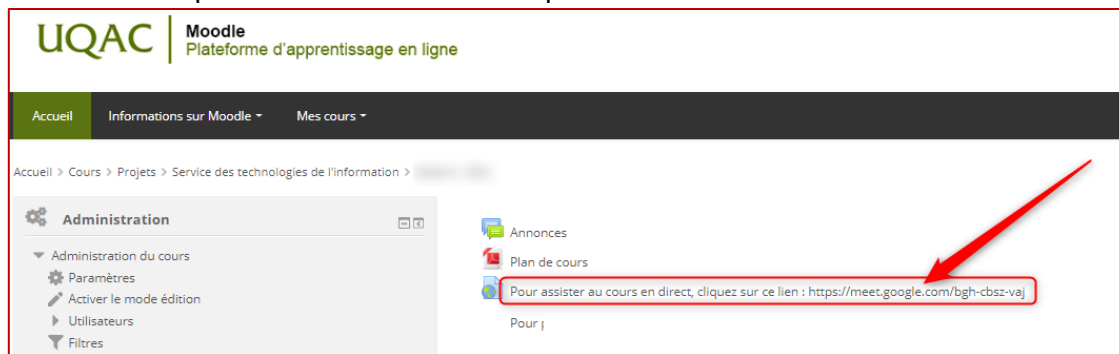 UQAC
Moodle
Plateforme d'apprentissage en ligne
Accueil Informations sur Moodle Mes cours
Accueil > Cours > Projets > Service des technologies de l'information >
Administration
Administration du cours
Paramètres
Activer le mode édition
Utilisateurs
Filtres
Annonces
Plan de cours
Pour assister au cours en direct, cliquez sur ce lien : https://meet.google.com/bgh-cbsz-vaj
Pour